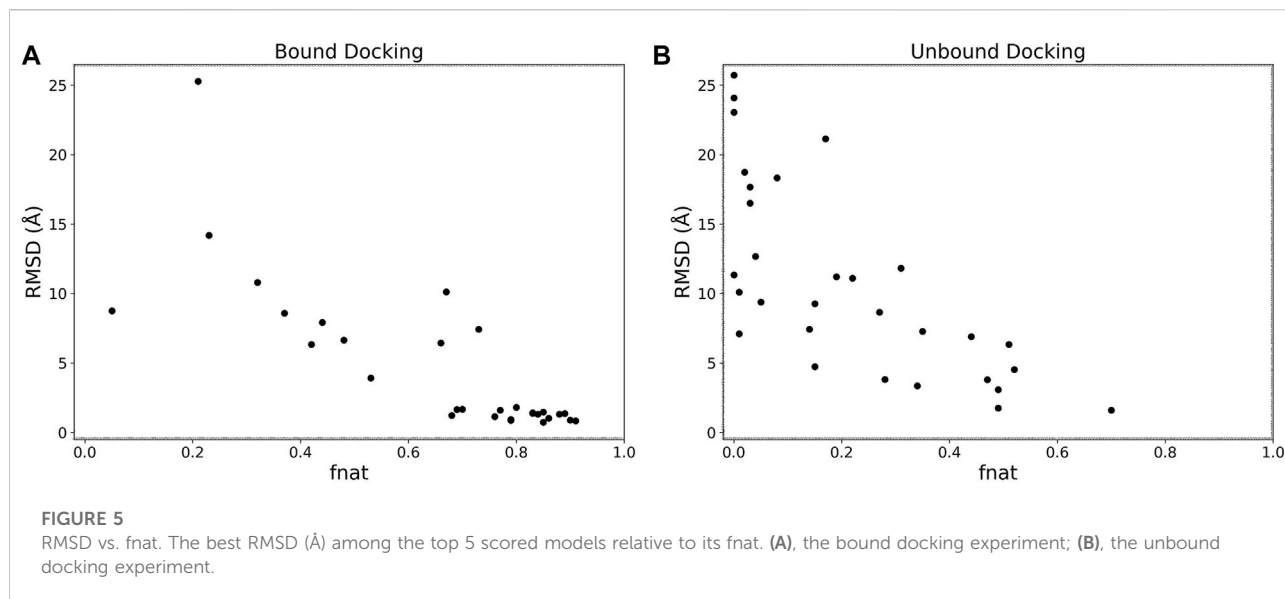 A
Bound Docking
25
20
15
10
5
0
RMSD (Å)
0.0 0.2 0.4 0.6 0.8 1.0
fnat
B
Unbound Docking
25
20
15
10
5
0
RMSD (Å)
0.0 0.2 0.4 0.6 0.8 1.0
fnat
FIGURE 5
RMSD vs. fnat. The best RMSD (Å) among the top 5 scored models relative to its fnat. (A), the bound docking experiment; (B), the unbound
docking experiment.